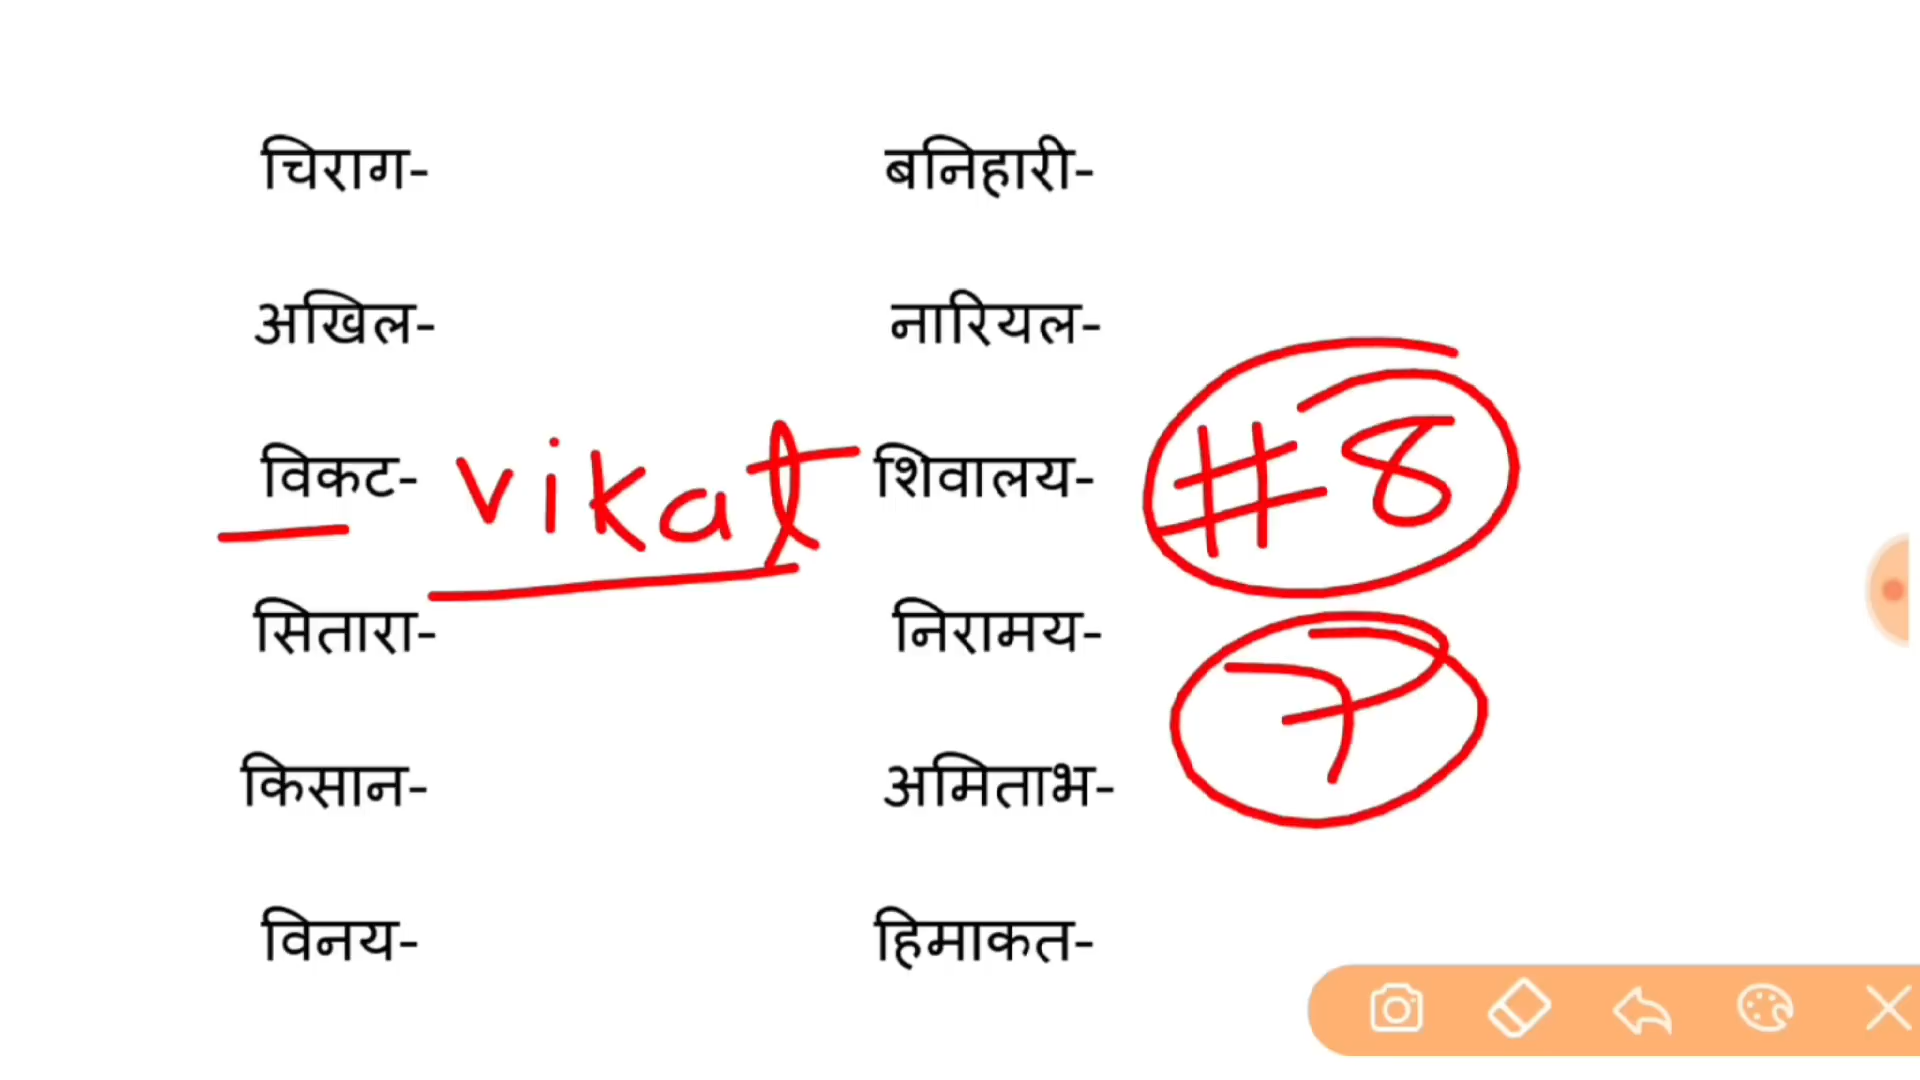 चिराग- बनिहारी-
अखिल- नारियल-
विकट- vikat शिवालय- #8
सितारा- निरामय- 7
किसान- अमिताभ-
विनय- हिमाकत-